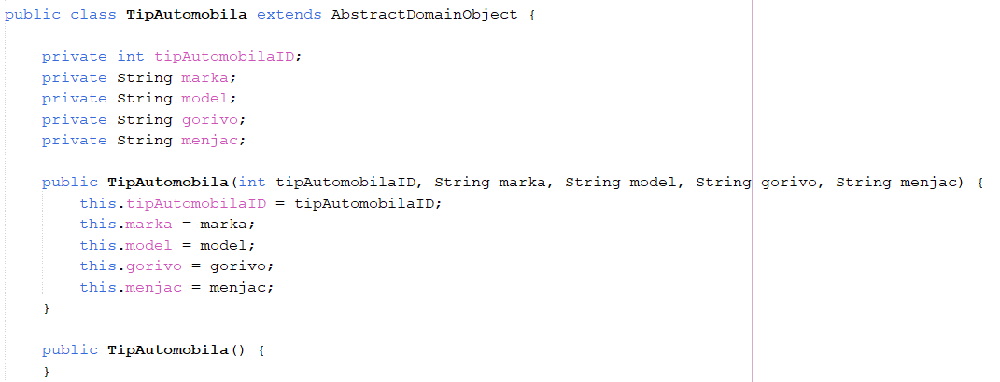 public class TipAutomobila extends AbstractDomainObject {
private int tipAutomobilaID;
private String marka;
private String model;
private String gorivo;
private String menjac;
public TipAutomobila(int tipAutomobilaID, String marka, String model, String gorivo, String menjac) {
this.tipAutomobilaID = tipAutomobilaID;
this.marka = marka;
this.model = model;
this.gorivo = gorivo;
this.menjac = menjac;
}
public TipAutomobila() {
}